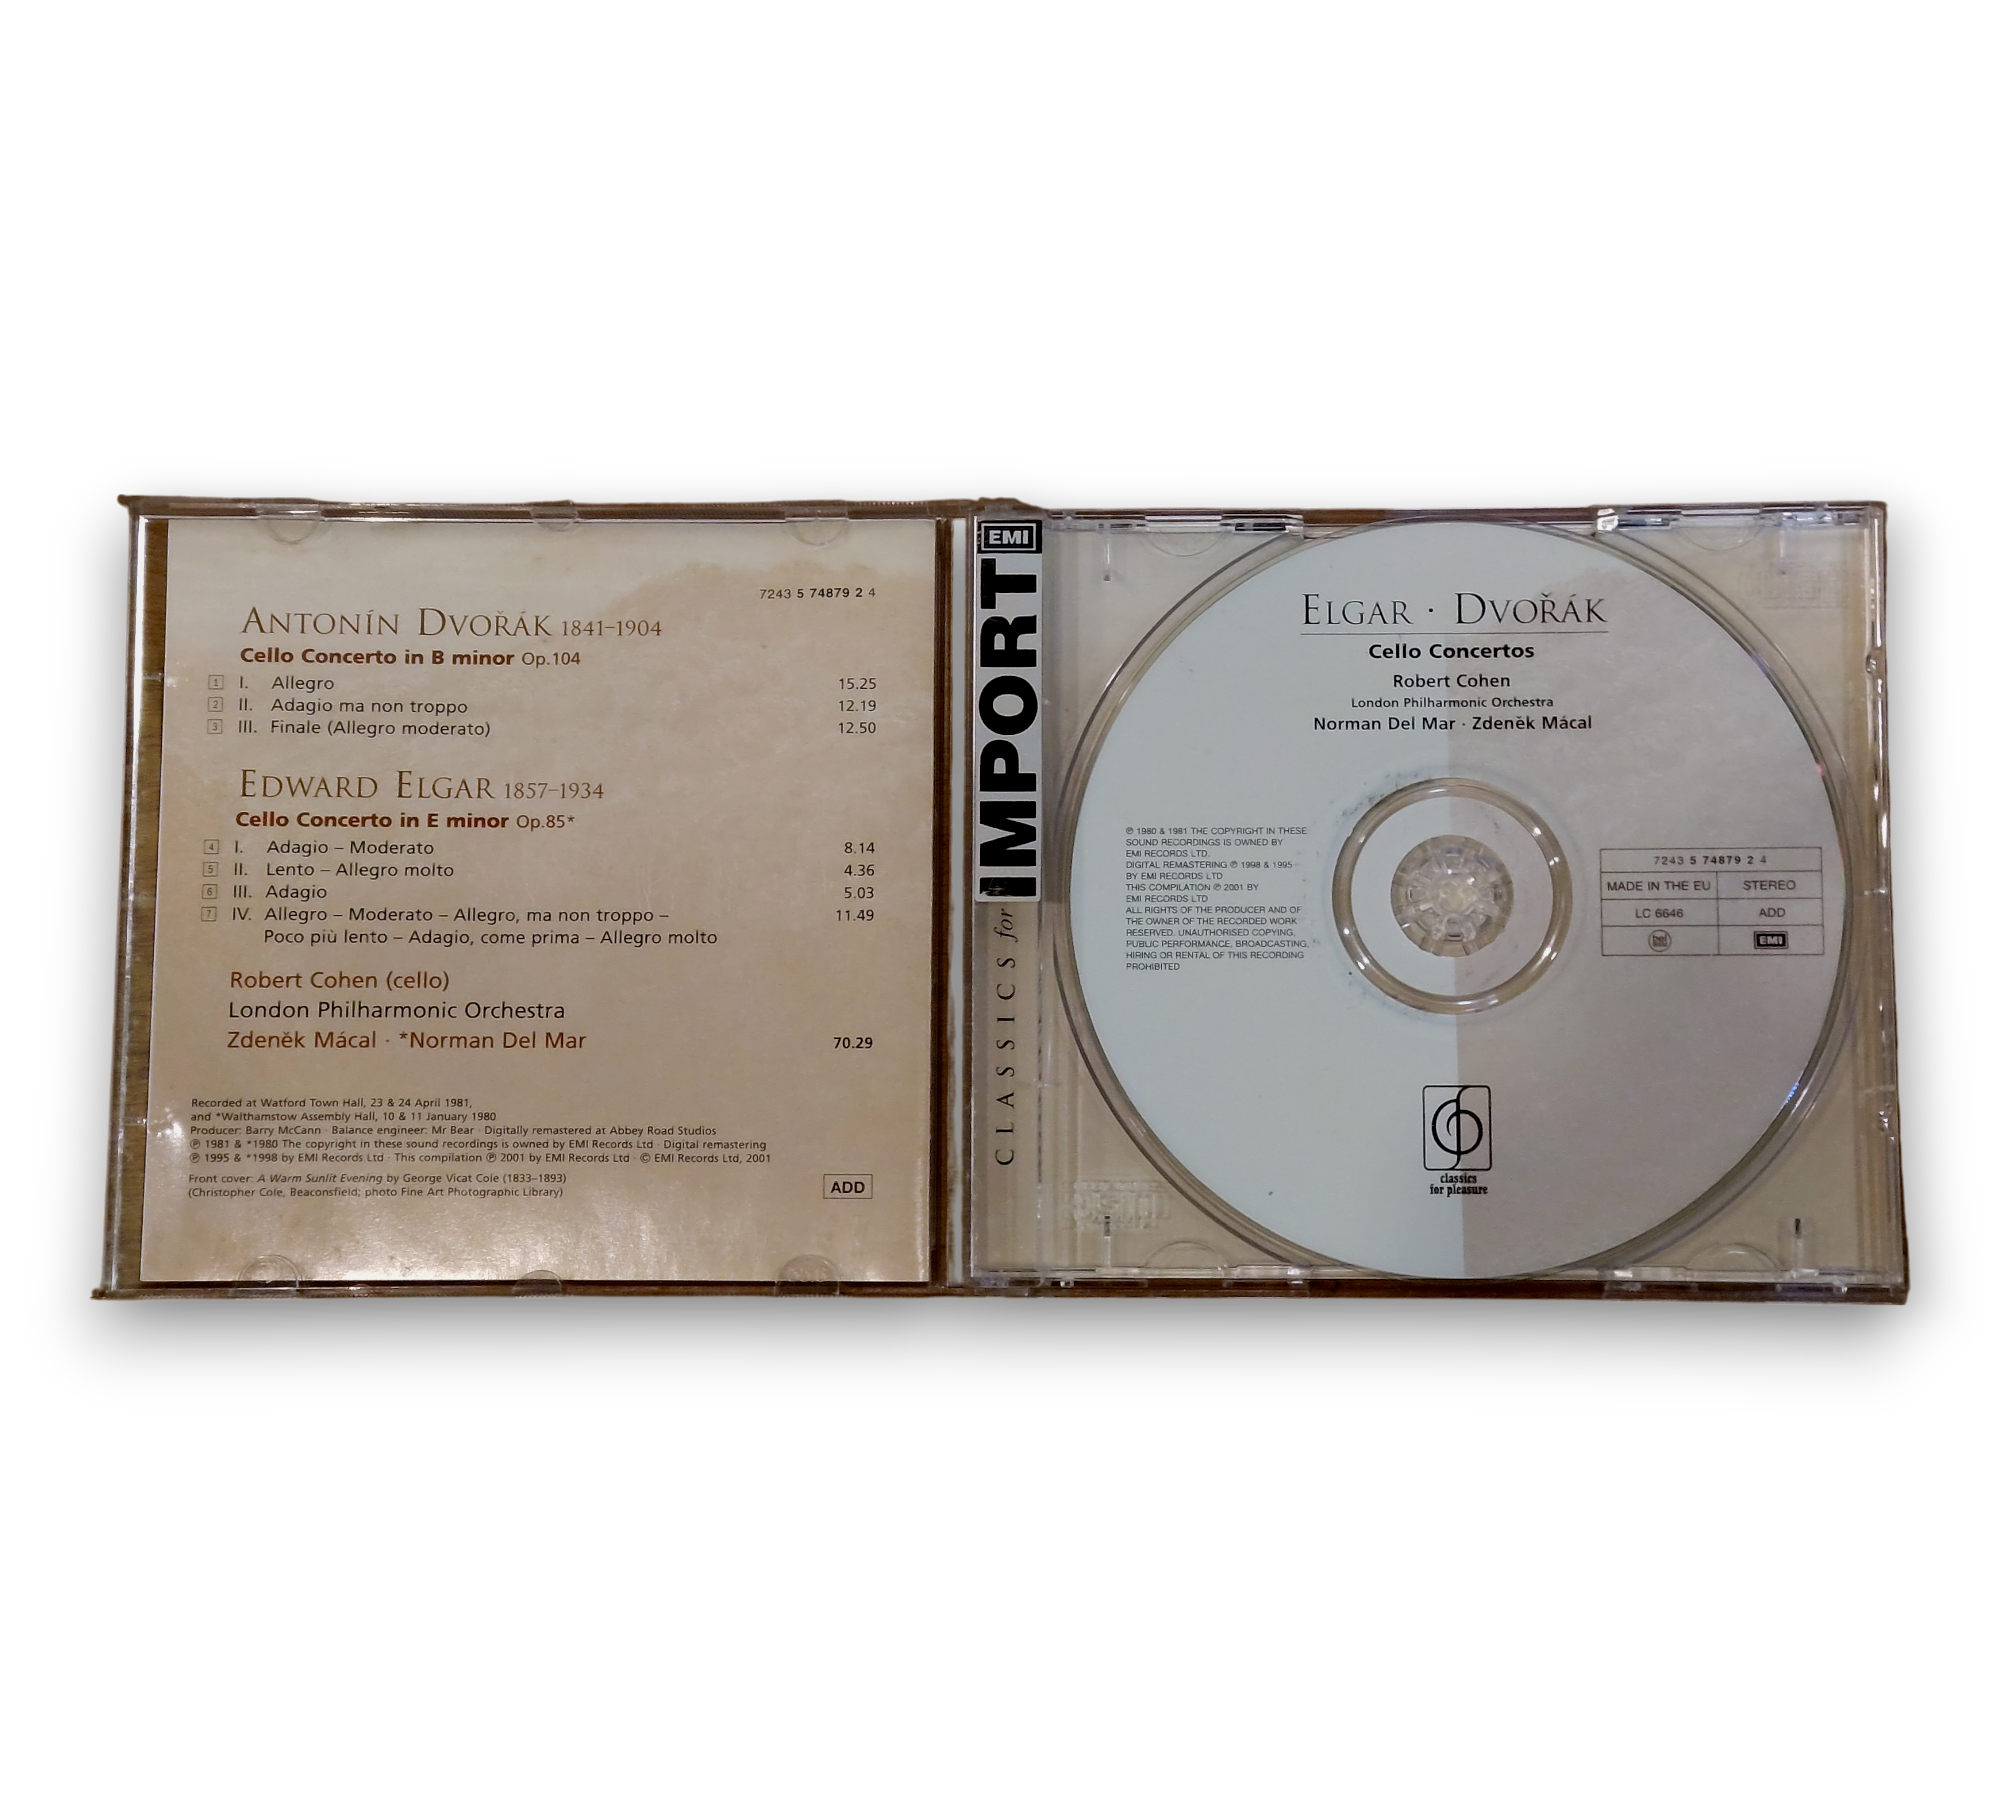 7243 5 74879 2 4
ANTONÍN DVOŘÁK 1841–1904
Cello Concerto in B minor Op.104
1 I. Allegro 15.25
2 II. Adagio ma non troppo 12.19
3 III. Finale (Allegro moderato) 12.50
EDWARD ELGAR 1857–1934
Cello Concerto in E minor Op.85*
4 I. Adagio – Moderato 8.14
5 II. Lento – Allegro molto 4.36
6 III. Adagio 5.03
7 IV. Allegro – Moderato – Allegro, ma non troppo – 11.49
Poco più lento – Adagio, come prima – Allegro molto
Robert Cohen (cello)
London Philharmonic Orchestra
Zdeněk Mácal · *Norman Del Mar 70.29
Recorded at Watford Town Hall, 23 & 24 April 1981,
and *Walthamstow Assembly Hall, 10 & 11 January 1980
Producer: Barry McCann · Balance engineer: Mr Bear · Digitally remastered at Abbey Road Studios
℗ 1981 & *1980 The copyright in these sound recordings is owned by EMI Records Ltd · Digital remastering
℗ 1995 & *1998 by EMI Records Ltd · This compilation ℗ 2001 by EMI Records Ltd · © EMI Records Ltd, 2001
Front cover: A Warm Sunlit Evening by George Vicat Cole (1833–1893)
(Christopher Cole, Beaconsfield; photo Fine Art Photographic Library)
ADD
EMI
IMPORT
CLASSICS for
ELGAR · DVOŘÁK
Cello Concertos
Robert Cohen
London Philharmonic Orchestra
Norman Del Mar · Zdeněk Mácal
℗ 1980 & 1981 THE COPYRIGHT IN THESE
SOUND RECORDINGS IS OWNED BY
EMI RECORDS LTD.
DIGITAL REMASTERING ℗ 1998 & 1995
BY EMI RECORDS LTD
THIS COMPILATION ℗ 2001 BY
EMI RECORDS LTD
ALL RIGHTS OF THE PRODUCER AND OF
THE OWNER OF THE RECORDED WORK
RESERVED. UNAUTHORISED COPYING,
PUBLIC PERFORMANCE, BROADCASTING,
HIRING OR RENTAL OF THIS RECORDING
PROHIBITED
7243 5 74879 2 4
MADE IN THE EU STEREO
LC 6646 ADD
EMI
classics
for pleasure